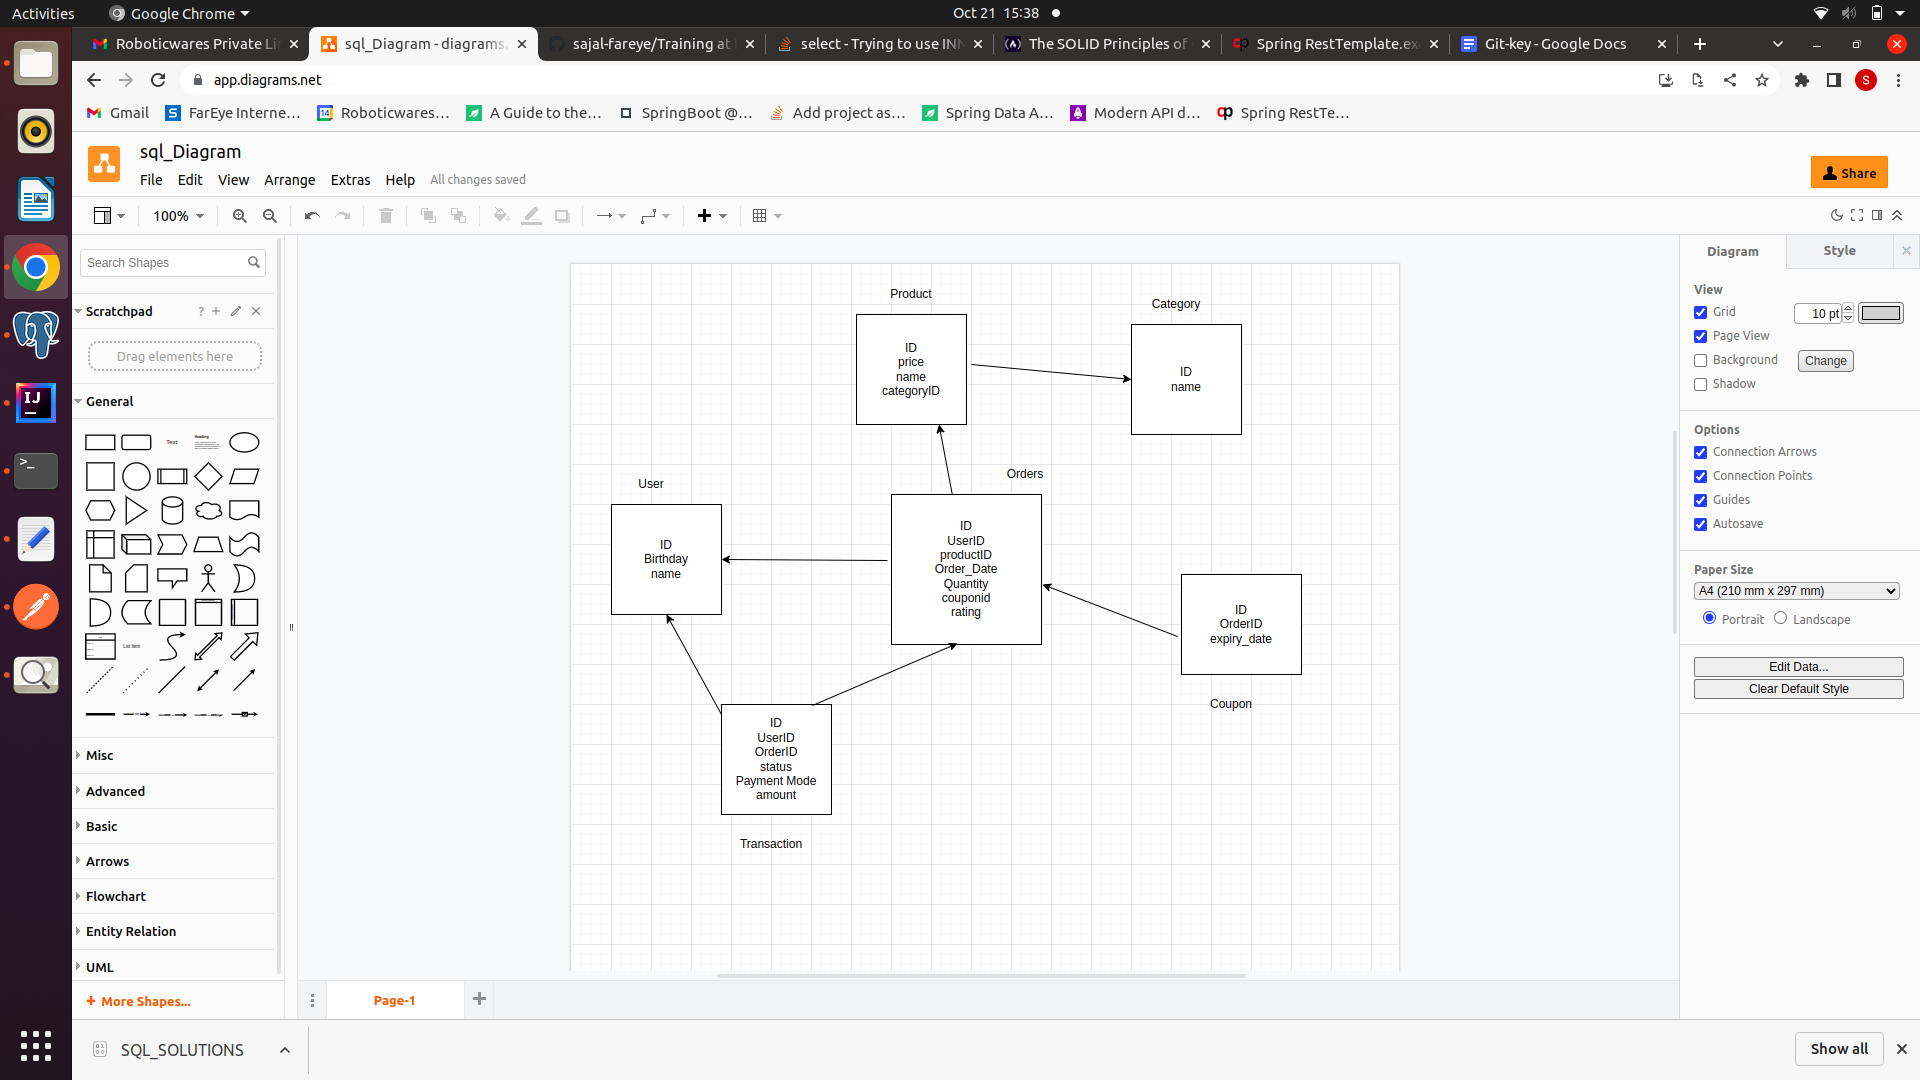 Activities
Google Chrome
Oct 21 15:38
Roboticwares Private Li
sql_Diagram - diagrams.
sajal-fareye/Training at
select - Trying to use INN
The SOLID Principles of
Spring RestTemplate.ex
Git-key - Google Docs
app.diagrams.net
S
Gmail
FarEye Interne...
Roboticwares...
A Guide to the...
SpringBoot @...
Add project as...
Spring Data A...
Modern API d...
Spring RestTe...
sql_Diagram
File
Edit
View
Arrange
Extras
Help
All changes saved
Share
100%
Search Shapes
Scratchpad
?
Drag elements here
General
Text
Heading
List Item
Misc
Advanced
Basic
Arrows
Flowchart
Entity Relation
UML
+ More Shapes...
Product
ID
price
name
categoryID
Category
ID
name
User
ID
Birthday
name
Orders
ID
UserID
productID
Order_Date
Quantity
couponid
rating
ID
OrderID
expiry_date
Coupon
ID
UserID
OrderID
status
Payment Mode
amount
Transaction
Diagram
Style
View
Grid
10 pt
Page View
Background
Change
Shadow
Options
Connection Arrows
Connection Points
Guides
Autosave
Paper Size
A4 (210 mm x 297 mm)
Portrait
Landscape
Edit Data...
Clear Default Style
Page-1
SQL_SOLUTIONS
Show all